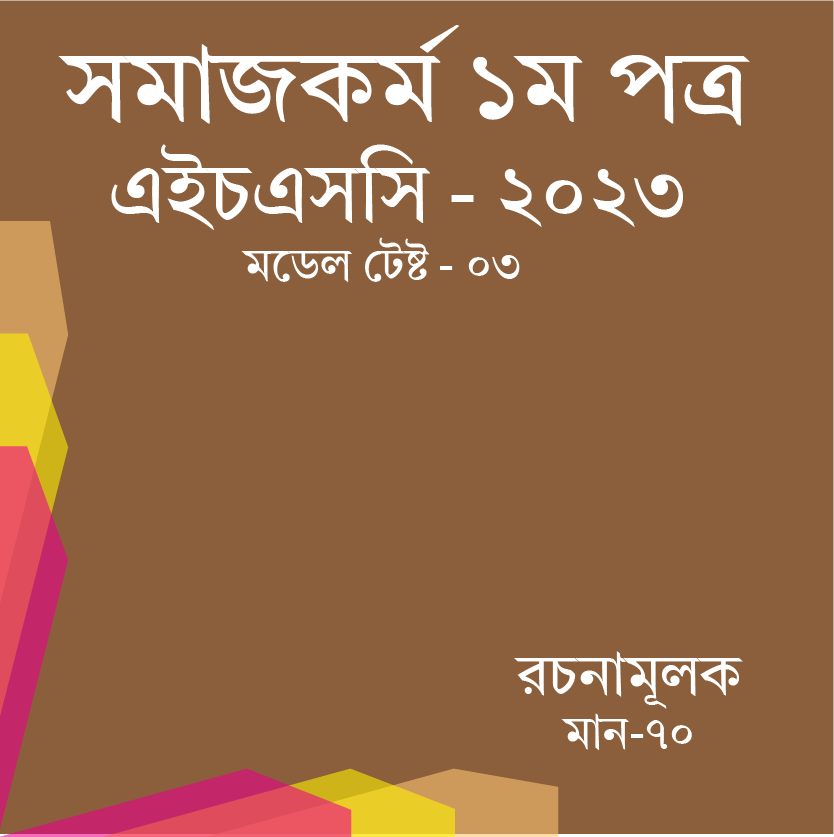 সমাজকর্ম ১ম পত্র
এইচএসসি - ২০২৩
মডেল টেষ্ট - ০৩
রচনামূলক
মান-৭০